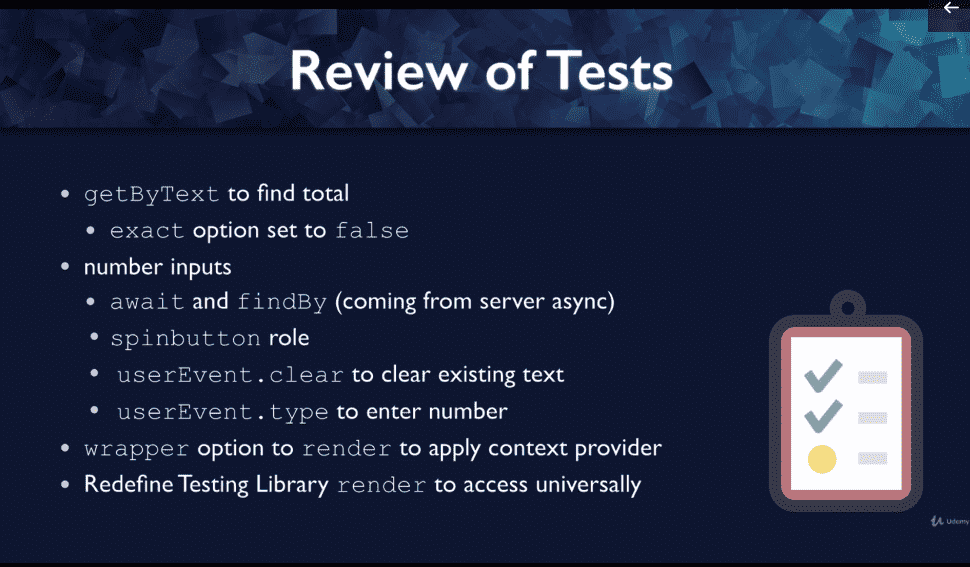 Review of Tests
• getByText to find total
• exact option set to false
• number inputs
• await and findBy (coming from server async)
• spinbutton role
• userEvent.clear to clear existing text
• userEvent.type to enter number
• wrapper option to render to apply context provider
• Redefine Testing Library render to access universally
Udemy